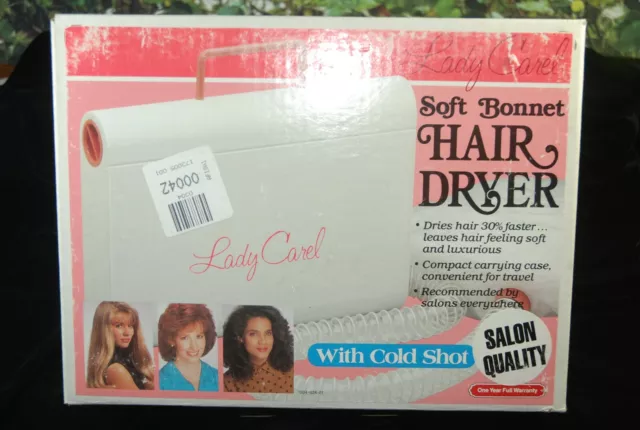 Lady Carel
Soft Bonnet
HAIR
DRYER
• Dries hair 30% faster...
leaves hair feeling soft
and luxurious
• Compact carrying case,
convenient for travel
• Recommended by
salons everywhere
00042
Lady Carel
With Cold Shot
SALON
QUALITY
One Year Full Warranty